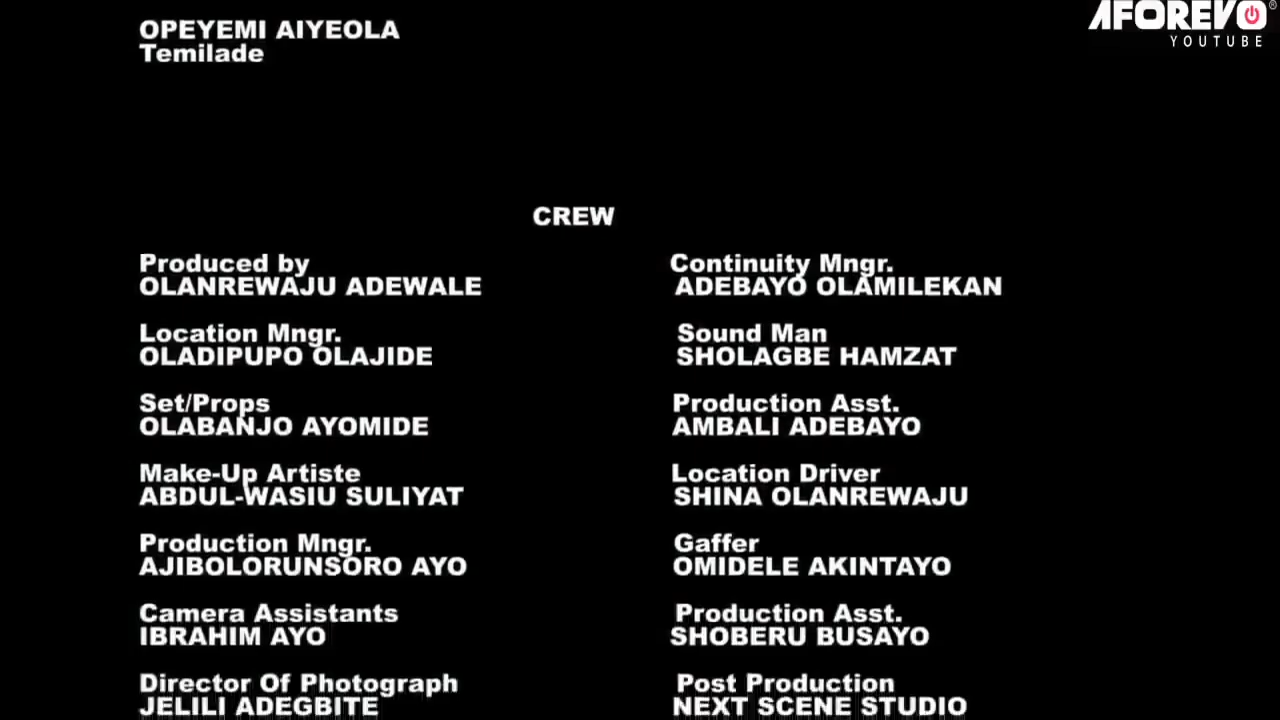 AFOREVO®
YOUTUBE
OPEYEMI AIYEOLA
Temilade
CREW
Produced by
OLANREWAJU ADEWALE
Location Mngr.
OLADIPUPO OLAJIDE
Set/Props
OLABANJO AYOMIDE
Make-Up Artiste
ABDUL-WASIU SULIYAT
Production Mngr.
AJIBOLORUNSORO AYO
Camera Assistants
IBRAHIM AYO
Director Of Photograph
JELILI ADEGBITE
Continuity Mngr.
ADEBAYO OLAMILEKAN
Sound Man
SHOLAGBE HAMZAT
Production Asst.
AMBALI ADEBAYO
Location Driver
SHINA OLANREWAJU
Gaffer
OMIDELE AKINTAYO
Production Asst.
SHOBERU BUSAYO
Post Production
NEXT SCENE STUDIO